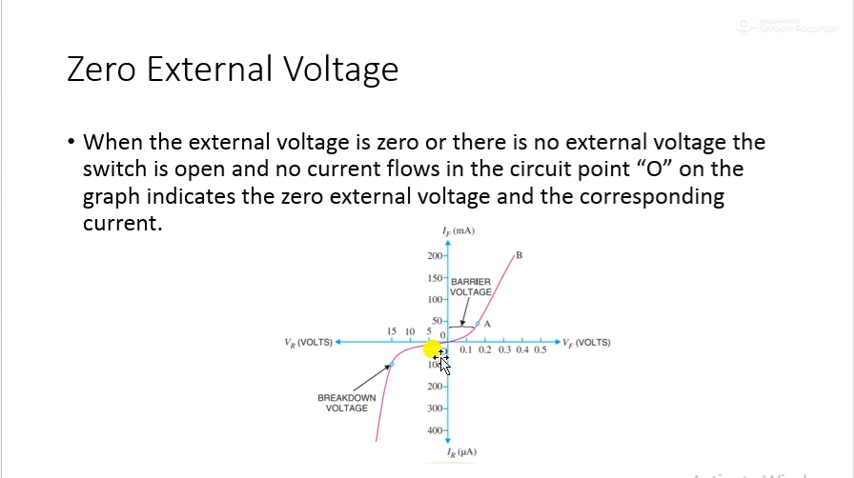 Zero External Voltage
• When the external voltage is zero or there is no external voltage the
switch is open and no current flows in the circuit point “O” on the
graph indicates the zero external voltage and the corresponding
current.
I_F (mA)
200
B
150
BARRIER
VOLTAGE
100
50
A
15 10 5 0
V_R (VOLTS)
V_F (VOLTS)
0.1 0.2 0.3 0.4 0.5
100
200
BREAKDOWN
VOLTAGE
300
400
I_R (μA)